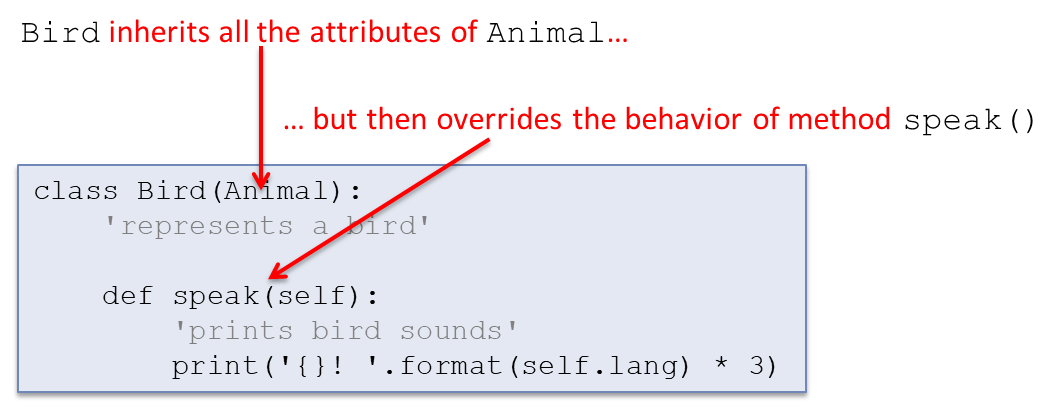 Bird inherits all the attributes of Animal…
… but then overrides the behavior of method speak()
class Bird(Animal):
    'represents a bird'
    def speak(self):
        'prints bird sounds'
        print('{}! '.format(self.lang) * 3)